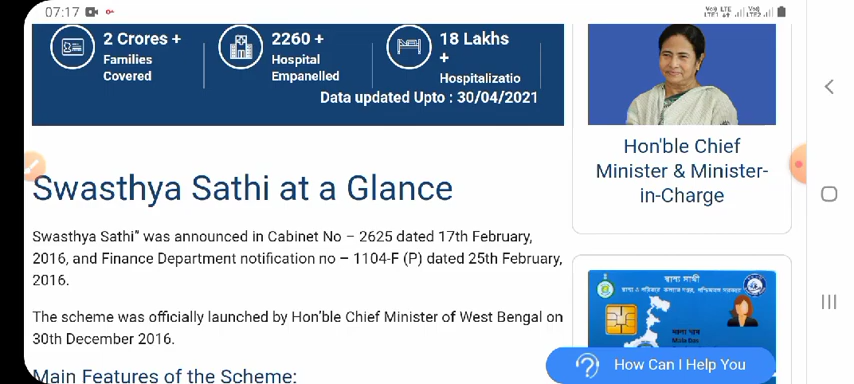 07:17
2 Crores +
Families
Covered
2260 +
Hospital
Empanelled
18 Lakhs
+
Hospitalizatio
Data updated Upto : 30/04/2021
Hon'ble Chief
Minister & Minister-
in-Charge
Swasthya Sathi at a Glance
Swasthya Sathi” was announced in Cabinet No – 2625 dated 17th February,
2016, and Finance Department notification no – 1104-F (P) dated 25th February,
2016.
The scheme was officially launched by Hon’ble Chief Minister of West Bengal on
30th December 2016.
Main Features of the Scheme:
স্বাস্থ্য সাথী
How Can I Help You